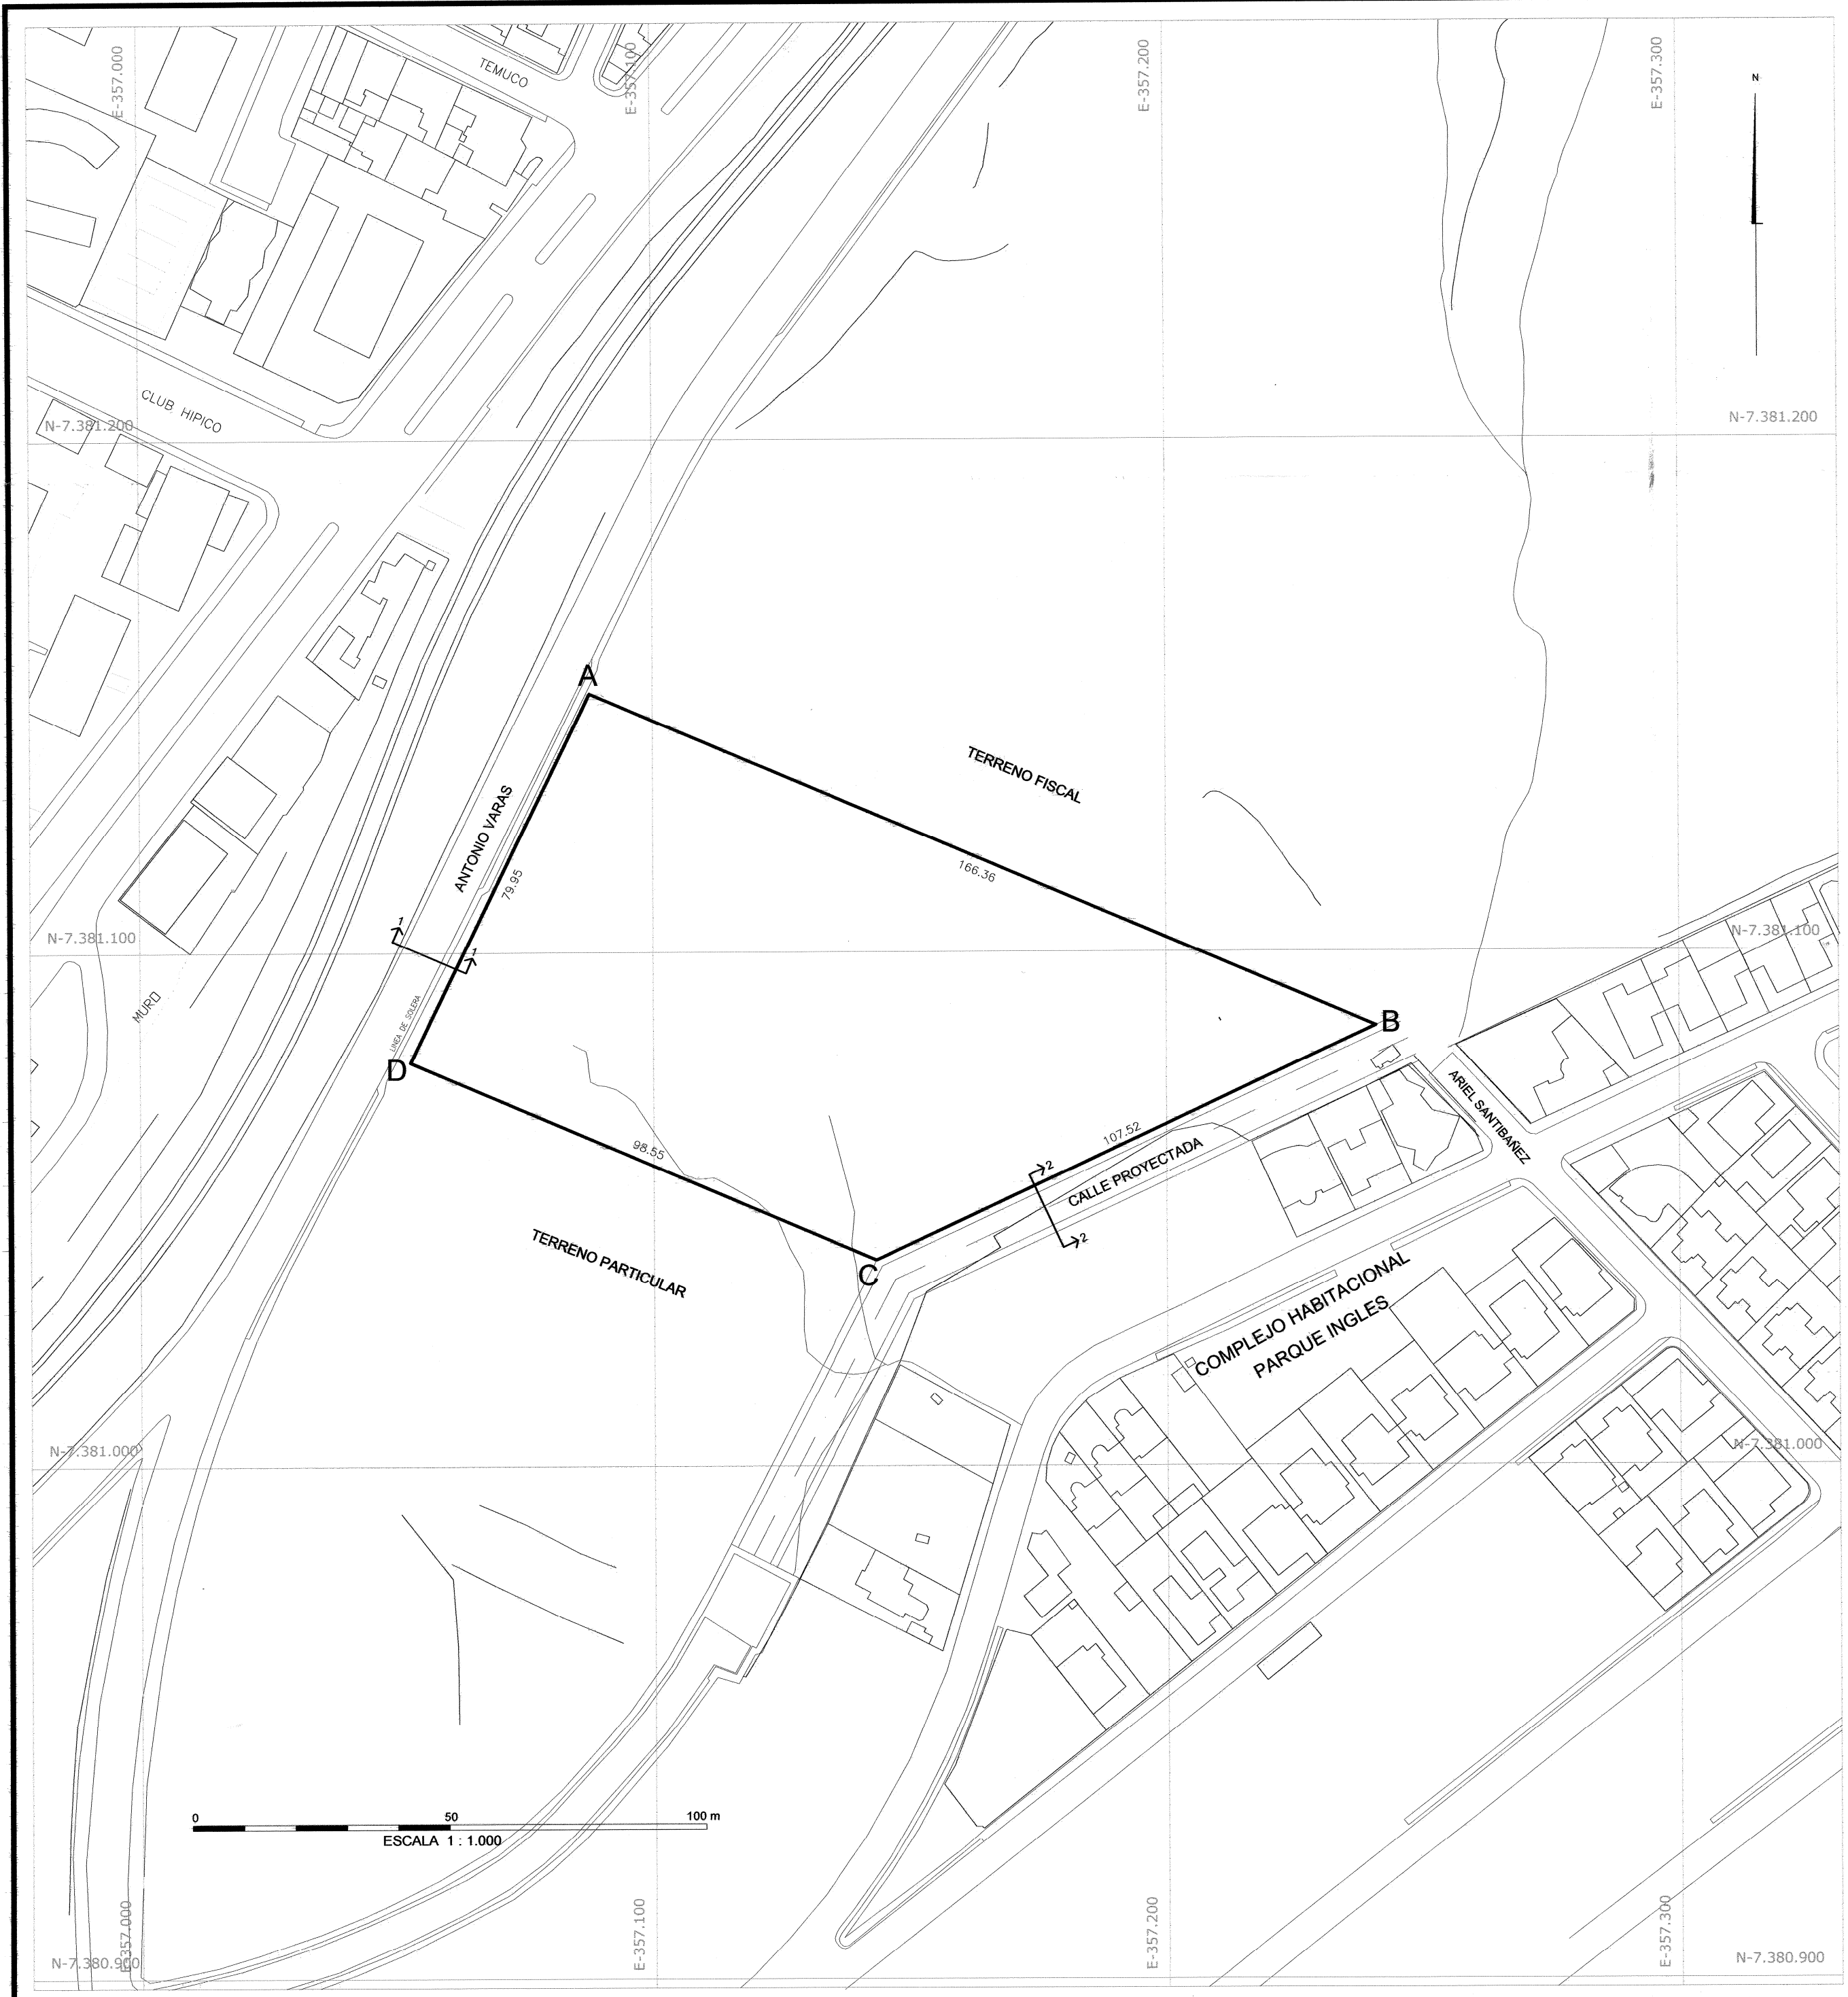 E-357.000
E-357.100
E-357.200
E-357.300
TEMUCO
N
CLUB HIPICO
N-7.381.200
N-7.381.200
A
TERRENO FISCAL
ANTONIO VARAS
79.95
166.36
1
1
N-7.381.100
N-7.381.100
MURO
LINEA DE SOLERA
D
B
ARIEL SANTIBAÑEZ
98.55
107.52
2
CALLE PROYECTADA
2
TERRENO PARTICULAR
C
COMPLEJO HABITACIONAL
PARQUE INGLES
N-7.381.000
N-7.381.000
0 50 100 m
ESCALA 1 : 1.000
E-357.000
E-357.100
E-357.200
E-357.300
N-7.380.900
N-7.380.900